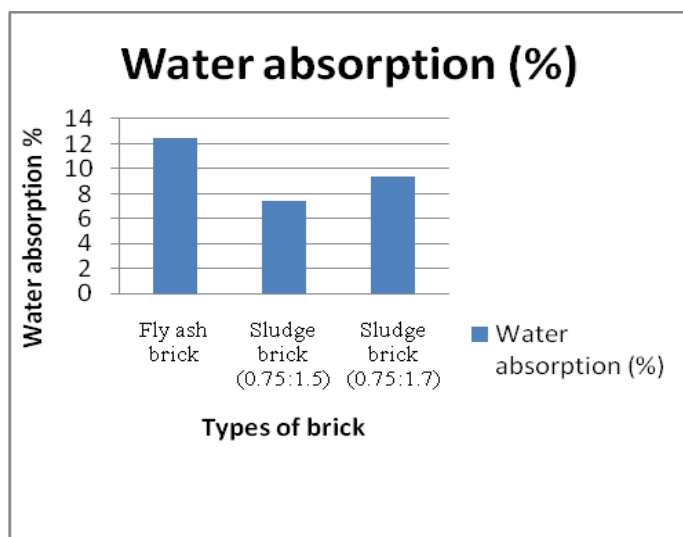 Water absorption (%)
Water absorption %
14
12
10
8
6
4
2
0
Fly ash
brick
Sludge
brick
(0.75:1.5)
Sludge
brick
(0.75:1.7)
Water
absorption (%)
Types of brick